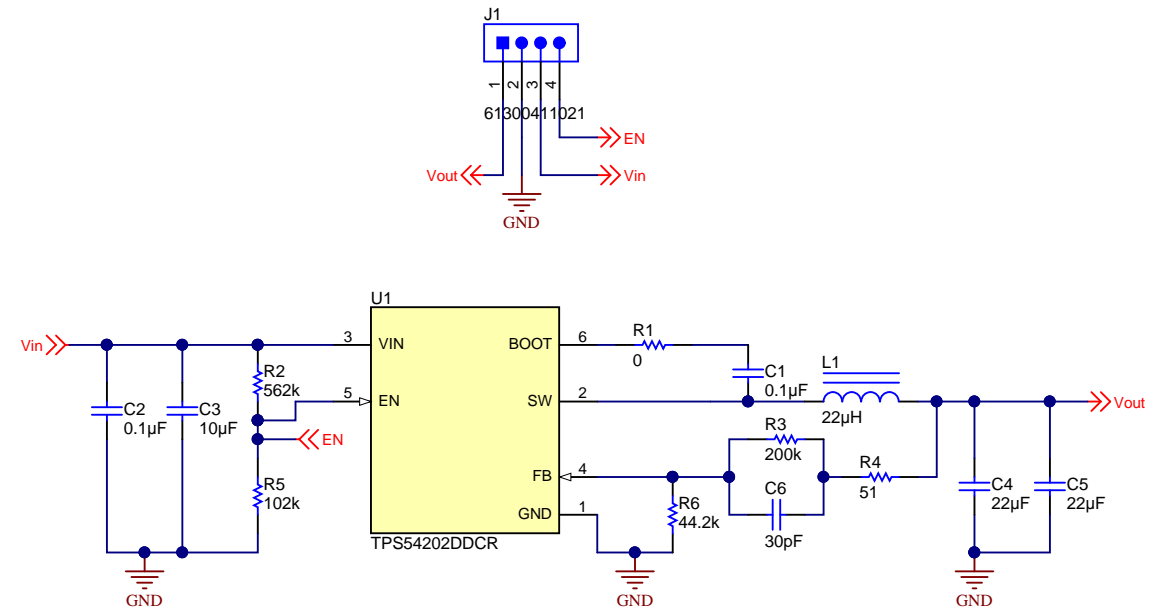 J1
1 2 3 4
61300411021
EN
Vout
Vin
GND
U1
Vin
3 VIN
BOOT 6
R1
0
R2
562k
C1
0.1µF
L1
5 EN
SW 2
22µH
Vout
C2
0.1µF
C3
10µF
EN
R3
200k
R4
51
FB 4
R5
102k
C6
30pF
R6
44.2k
C4
22µF
C5
22µF
GND 1
TPS54202DDCR
GND
GND
GND